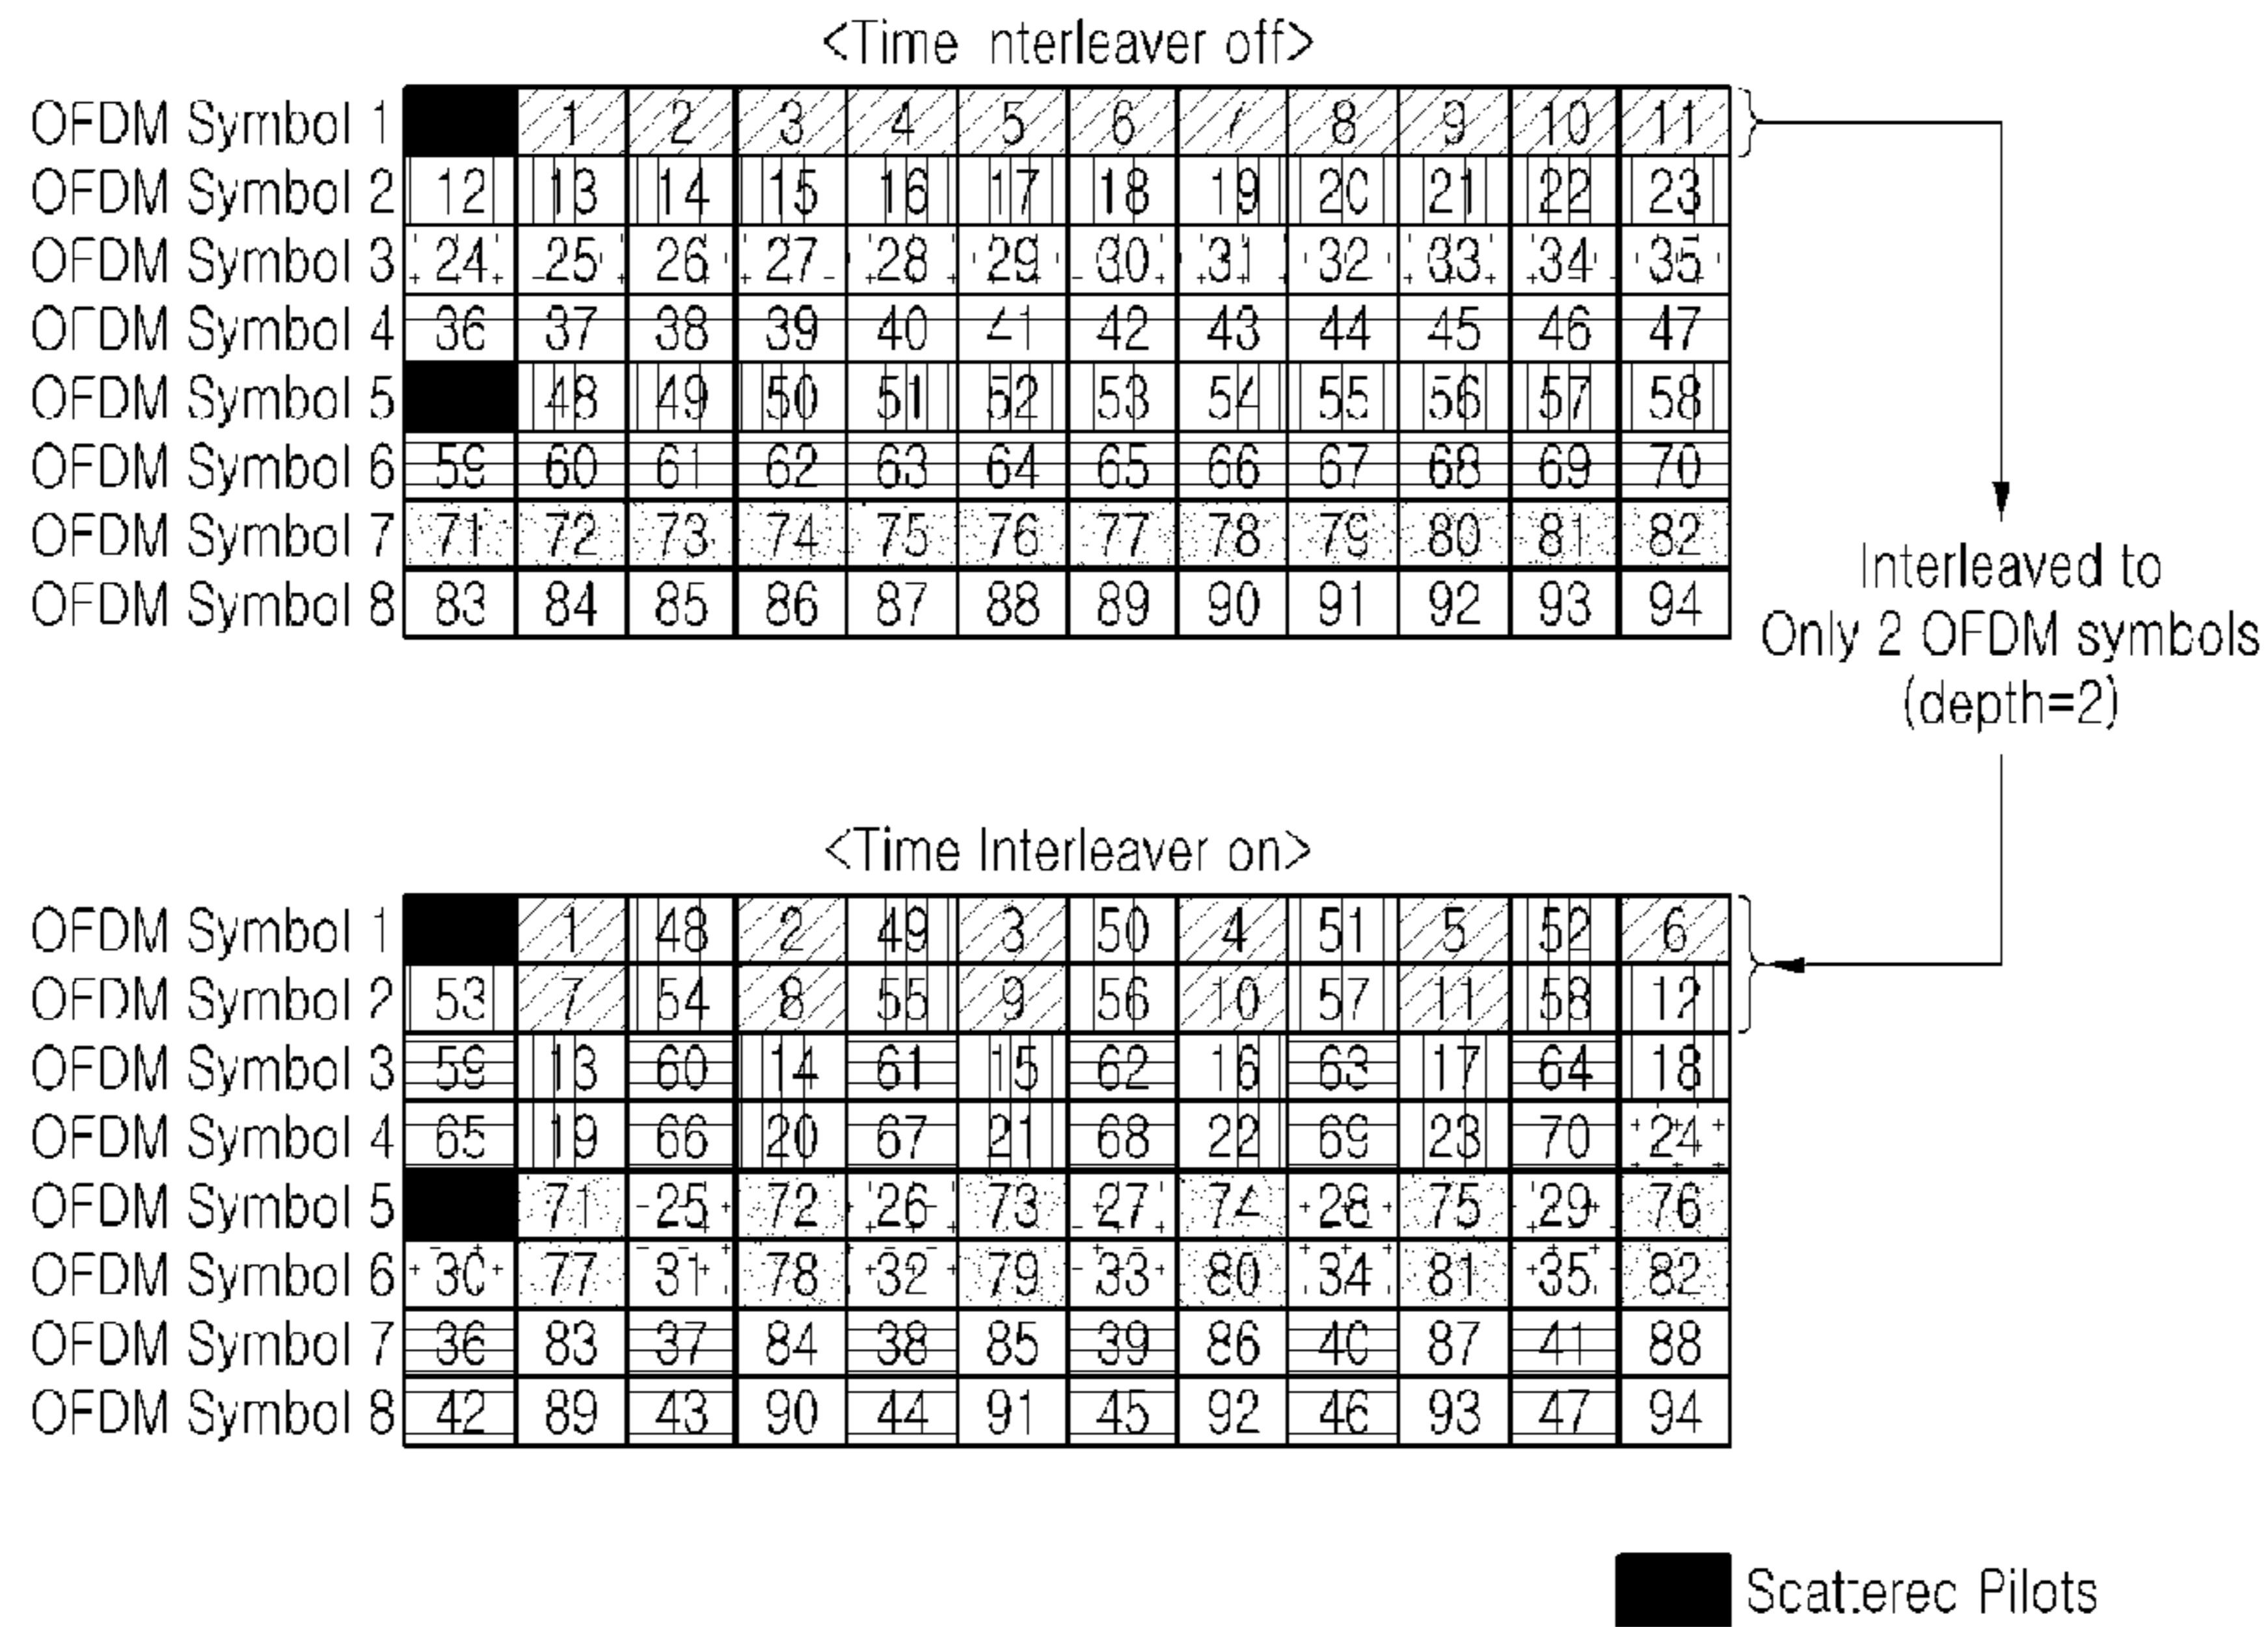 <Time nterleaver off>
OFDM Symbol 1 1 2 3 4 5 6 7 8 9 10 11
OFDM Symbol 2 12 13 14 15 16 17 18 19 20 21 22 23
OFDM Symbol 3 24 25 26 27 28 29 30 31 32 33 34 35
OFDM Symbol 4 36 37 38 39 40 41 42 43 44 45 46 47
OFDM Symbol 5 48 49 50 51 52 53 54 55 56 57 58
OFDM Symbol 6 59 60 61 62 63 64 65 66 67 68 69 70
OFDM Symbol 7 71 72 73 74 75 76 77 78 79 80 81 82
OFDM Symbol 8 83 84 85 86 87 88 89 90 91 92 93 94
Interleaved to
Only 2 OFDM symbols
(depth=2)
<Time Interleaver on>
OFDM Symbol 1 1 48 2 49 3 50 4 51 5 52 6
OFDM Symbol 2 53 7 54 8 55 9 56 10 57 11 58 12
OFDM Symbol 3 59 13 60 14 61 15 62 16 63 17 64 18
OFDM Symbol 4 65 19 66 20 67 21 68 22 69 23 70 24
OFDM Symbol 5 71 25 72 26 73 27 74 28 75 29 76
OFDM Symbol 6 30 77 31 78 32 79 33 80 34 81 35 82
OFDM Symbol 7 36 83 37 84 38 85 39 86 40 87 41 88
OFDM Symbol 8 42 89 43 90 44 91 45 92 46 93 47 94
Scattered Pilots